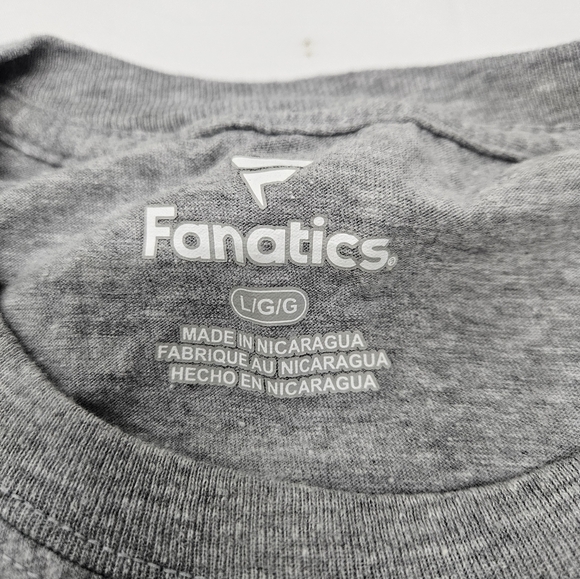 Fanatics
L/G/G
MADE IN NICARAGUA
FABRIQUE AU NICARAGUA
HECHO EN NICARAGUA